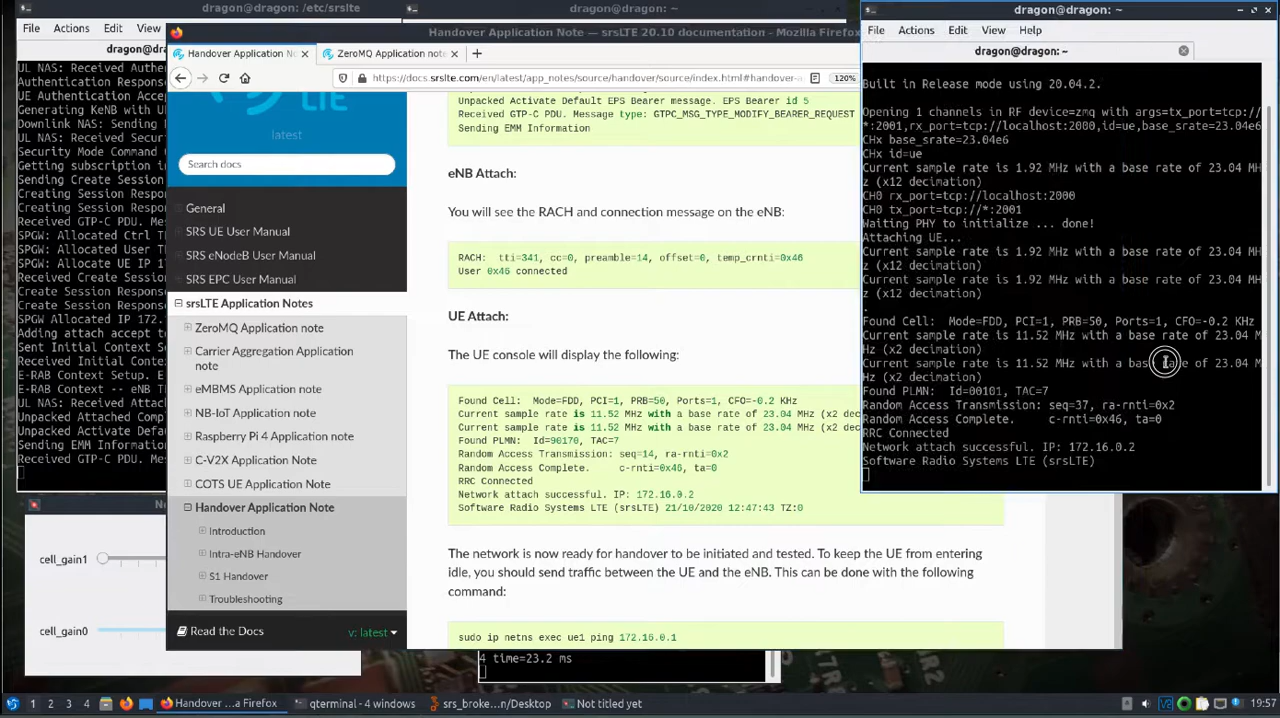 dragon@dragon: /etc/srslte
File Actions Edit View
dragon@dra
UL NAS: Received Authe
Authentication Respons
UE Authentication Acce
Generating KeNB with U
Downlink NAS: Sending N
UL NAS: Received Secur
Security Mode Command C
Getting subscription in
Sending Create Session
Creating Session Respon
Received GTP-C PDU. Mes
SPGW: Allocated Ctrl TE
SPGW: Allocated User TE
SPGW: Allocate UE IP 17
Received Create Session
Create Session Response
SPGW Allocated IP 172.
Adding attach accept to
Sent Initial Context Se
Received Initial Contex
E-RAB Context Setup. E-
E-RAB Context -- eNB TE
UL NAS: Received Attach
Unpacked Attached Compl
Unpacked Activate Defau
Sending EMM Information
Received GTP-C PDU. Mes
cell_gain1
cell_gain0
dragon@dragon: ~
Handover Application Note — srsLTE 20.10 documentation - Mozilla Firefox
Handover Application No
ZeroMQ Application note
https://docs.srslte.com/en/latest/app_notes/source/handover/source/index.html#handover-a
120%
LTE
latest
Search docs
General
SRS UE User Manual
SRS eNodeB User Manual
SRS EPC User Manual
srsLTE Application Notes
ZeroMQ Application note
Carrier Aggregation Application
Note
eMBMS Application note
NB-IoT Application note
Raspberry Pi 4 Application note
C-V2X Application note
COTS UE Application Note
Handover Application Note
Introduction
Intra-eNB Handover
S1 Handover
Troubleshooting
Read the Docs
v: latest
Unpacked Activate Default EPS Bearer message. EPS Bearer id 5
Received GTP-C PDU. Message type: GTPC_MSG_TYPE_MODIFY_BEARER_REQUEST
Sending EMM Information
eNB Attach:
You will see the RACH and connection message on the eNB:
RACH: tti=341, cc=0, preamble=14, offset=0, temp_crnti=0x46
User 0x46 connected
UE Attach:
The UE console will display the following:
Found Cell: Mode=FDD, PCI=1, PRB=50, Ports=1, CFO=-0.2 KHz
Current sample rate is 11.52 MHz with a base rate of 23.04 MHz (x2 dec
Current sample rate is 11.52 MHz with a base rate of 23.04 MHz (x2 dec
Found PLMN: Id=90170, TAC=7
Random Access Transmission: seq=14, ra-rnti=0x2
Random Access Complete. c-rnti=0x46, ta=0
RRC Connected
Network attach successful. IP: 172.16.0.2
Software Radio Systems LTE (srsLTE) 21/10/2020 12:47:43 TZ:0
The network is now ready for handover to be initiated and tested. To keep the UE from entering
idle, you should send traffic between the UE and the eNB. This can be done with the following
command:
sudo ip netns exec ue1 ping 172.16.0.1
4 time=23.2 ms
dragon@dragon: ~
File Actions Edit View Help
dragon@dragon: ~
Built in Release mode using 20.04.2.
Opening 1 channels in RF device=zmq with args=tx_port=tcp://
*:2001,rx_port=tcp://localhost:2000,id=ue,base_srate=23.04e6
CHx base_srate=23.04e6
CHx id=ue
Current sample rate is 1.92 MHz with a base rate of 23.04 MH
z (x12 decimation)
CH0 rx_port=tcp://localhost:2000
CH0 tx_port=tcp://*:2001
Waiting PHY to initialize ... done!
Attaching UE...
Current sample rate is 1.92 MHz with a base rate of 23.04 MH
z (x12 decimation)
Current sample rate is 1.92 MHz with a base rate of 23.04 MH
z (x12 decimation)
.
Found Cell: Mode=FDD, PCI=1, PRB=50, Ports=1, CFO=-0.2 KHz
Current sample rate is 11.52 MHz with a base rate of 23.04 M
Hz (x2 decimation)
Current sample rate is 11.52 MHz with a base rate of 23.04 M
Hz (x2 decimation)
Found PLMN: Id=00101, TAC=7
Random Access Transmission: seq=37, ra-rnti=0x2
Random Access Complete. c-rnti=0x46, ta=0
RRC Connected
Network attach successful. IP: 172.16.0.2
Software Radio Systems LTE (srsLTE)
1 2 3 4
Handover ...a Firefox
qterminal - 4 windows
srs_broke...n/Desktop
Not titled yet
19:57